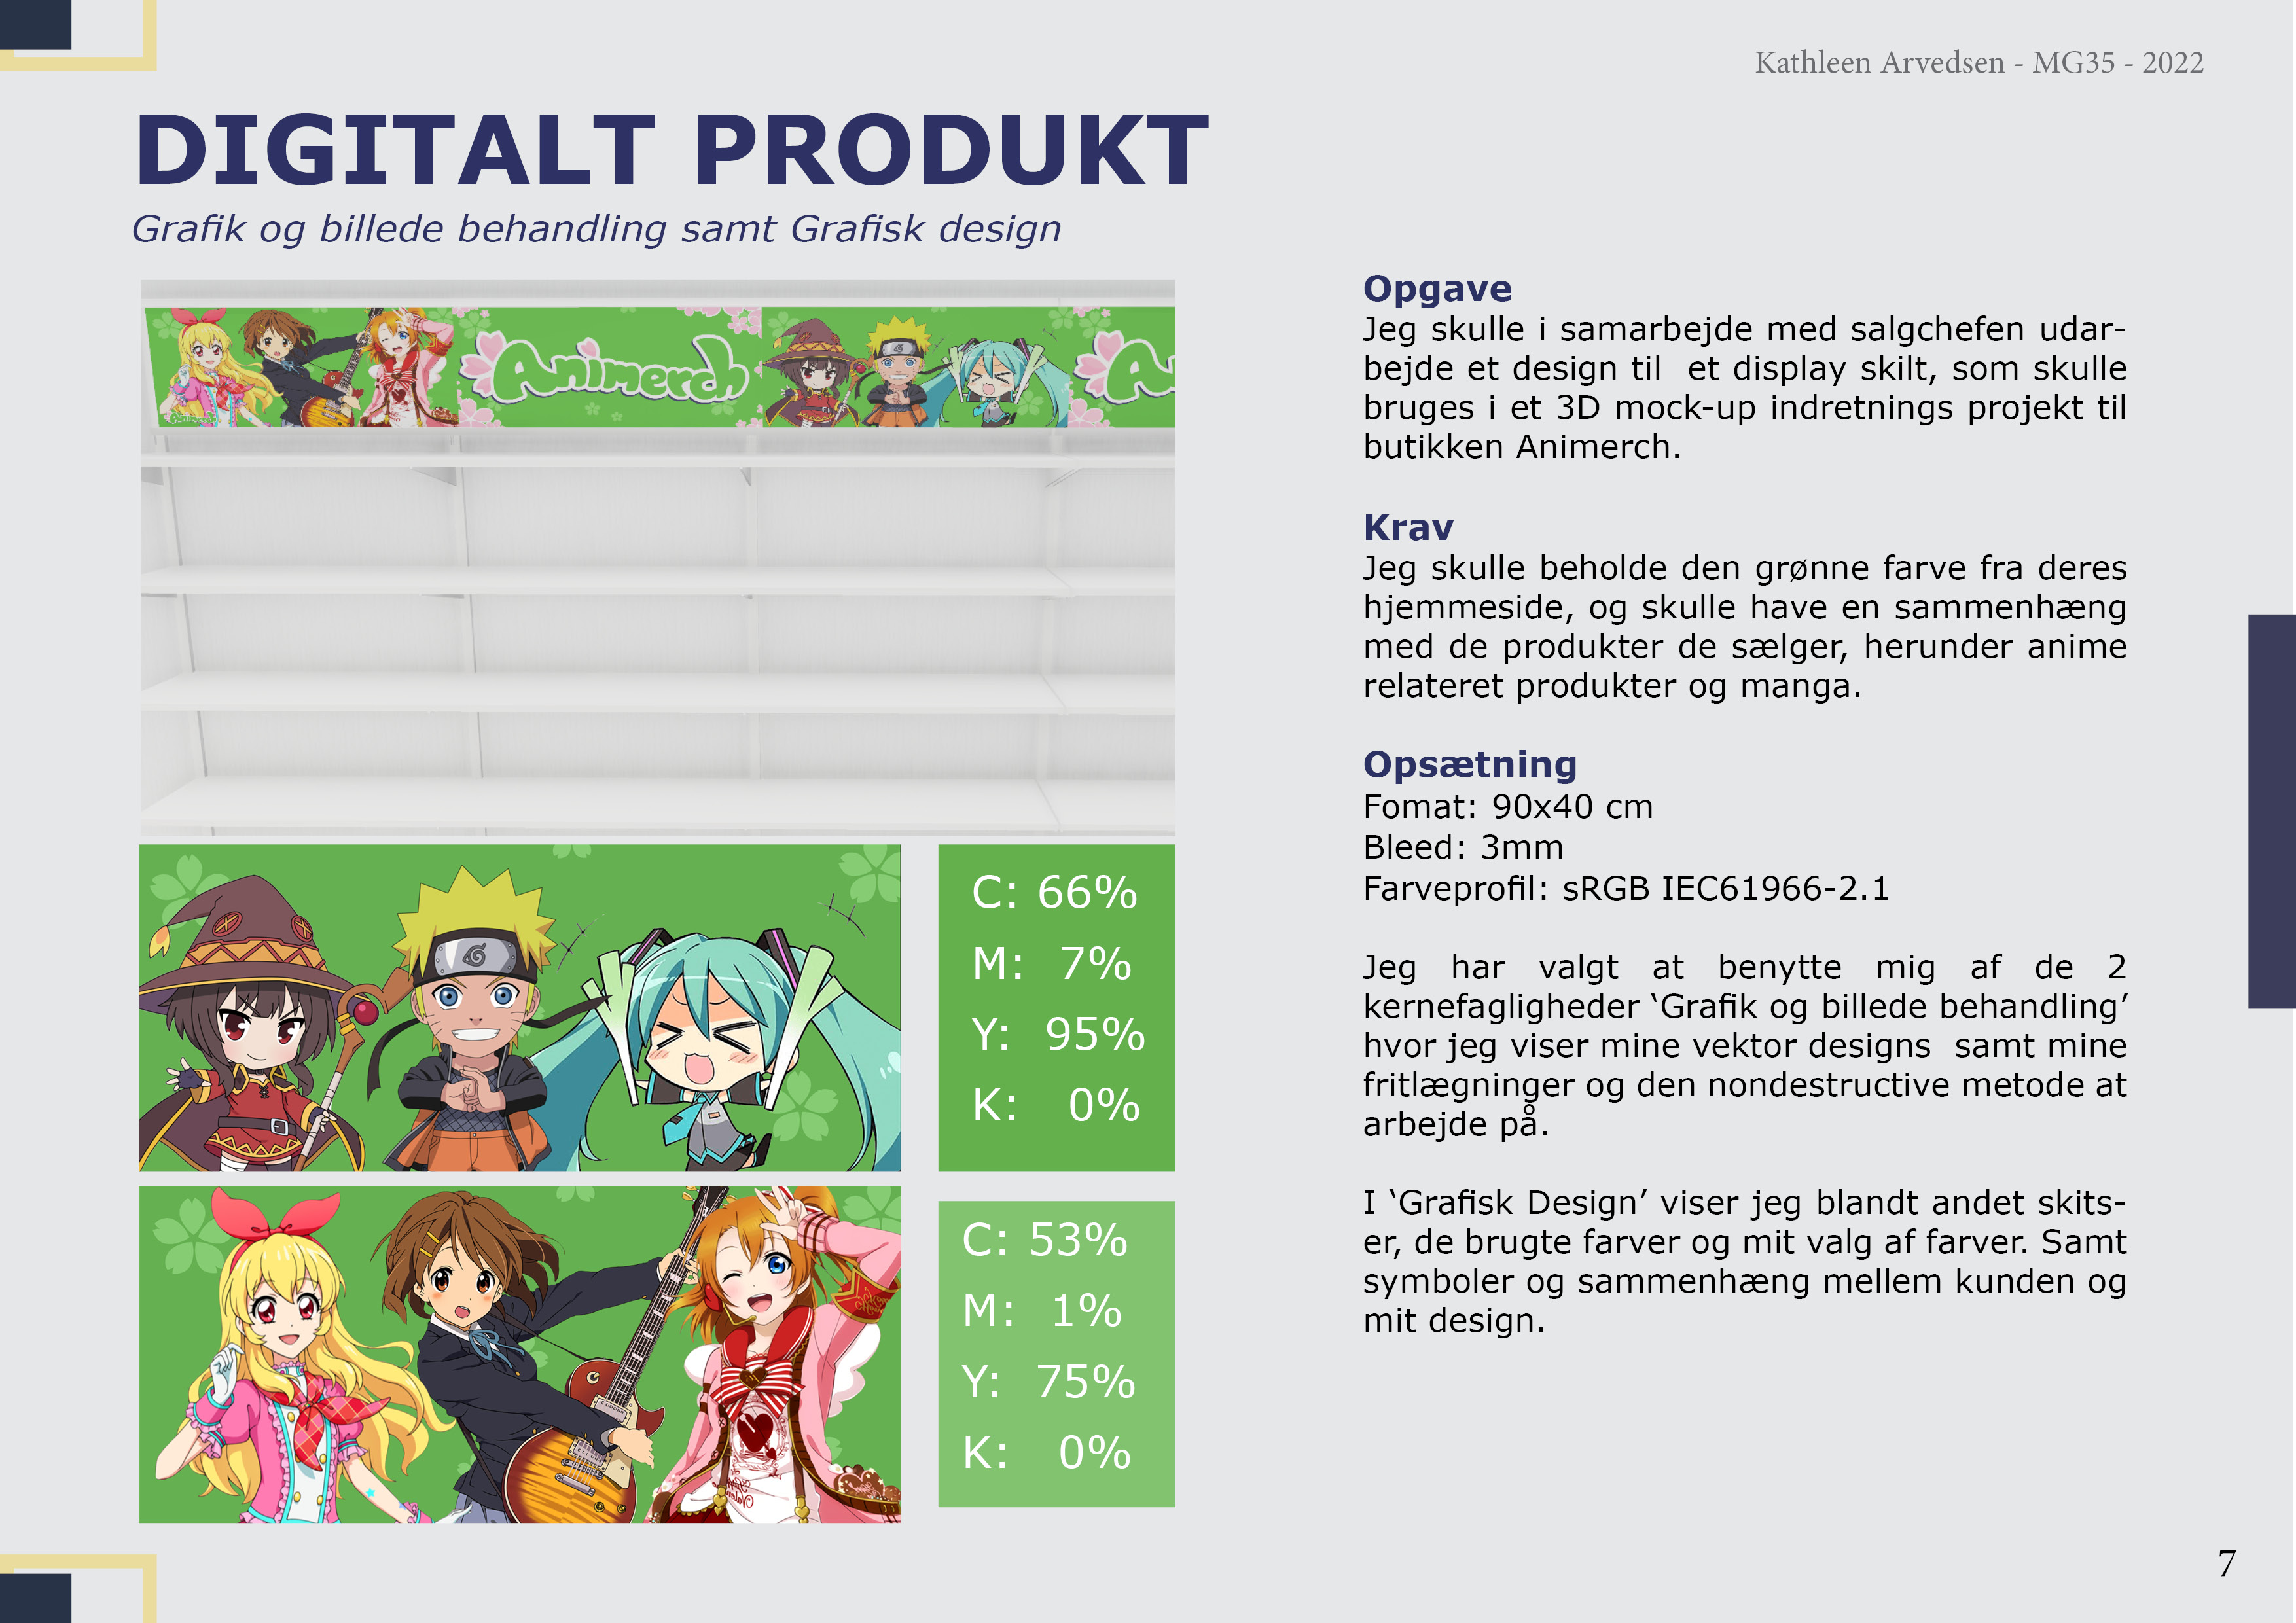 Kathleen Arvedsen - MG35 - 2022
DIGITALT PRODUKT
Grafik og billede behandling samt Grafisk design
Animerch
An
Opgave
Jeg skulle i samarbejde med salgchefen udar-
bejde et design til  et display skilt, som skulle
bruges i et 3D mock-up indretnings projekt til
butikken Animerch.
Krav
Jeg skulle beholde den grønne farve fra deres
hjemmeside, og skulle have en sammenhæng
med de produkter de sælger, herunder anime
relateret produkter og manga.
Opsætning
Fomat: 90x40 cm
Bleed: 3mm
Farveprofil: sRGB IEC61966-2.1
Jeg har valgt at benytte mig af de 2
kernefagligheder ‘Grafik og billede behandling’
hvor jeg viser mine vektor designs  samt mine
fritlægninger og den nondestructive metode at
arbejde på.
I ‘Grafisk Design’ viser jeg blandt andet skits-
er, de brugte farver og mit valg af farver. Samt
symboler og sammenhæng mellem kunden og
mit design.
C: 66%
M: 7%
Y: 95%
K: 0%
C: 53%
M: 1%
Y: 75%
K: 0%
7